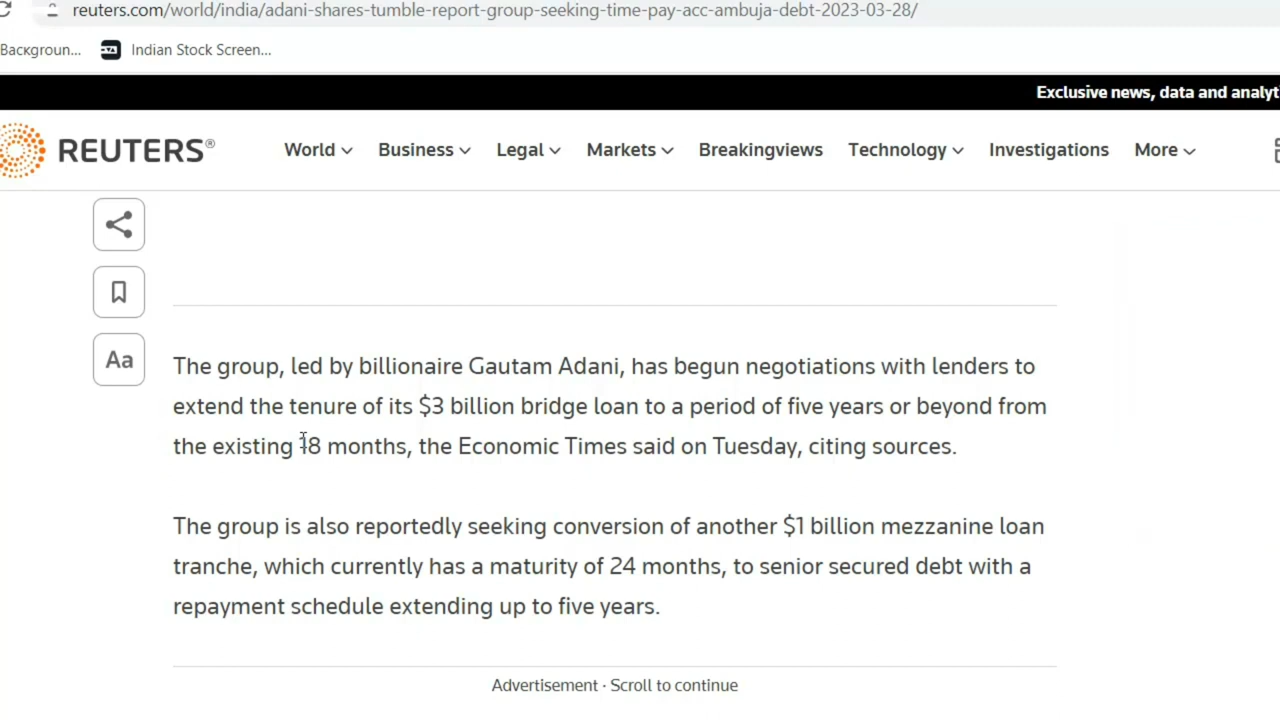 reuters.com/world/india/adani-shares-tumble-report-group-seeking-time-pay-acc-ambuja-debt-2023-03-28/
Backgroun... Indian Stock Screen...
Exclusive news, data and analyt
REUTERS® World Business Legal Markets Breakingviews Technology Investigations More
Aa
The group, led by billionaire Gautam Adani, has begun negotiations with lenders to
extend the tenure of its $3 billion bridge loan to a period of five years or beyond from
the existing 18 months, the Economic Times said on Tuesday, citing sources.
The group is also reportedly seeking conversion of another $1 billion mezzanine loan
tranche, which currently has a maturity of 24 months, to senior secured debt with a
repayment schedule extending up to five years.
Advertisement · Scroll to continue